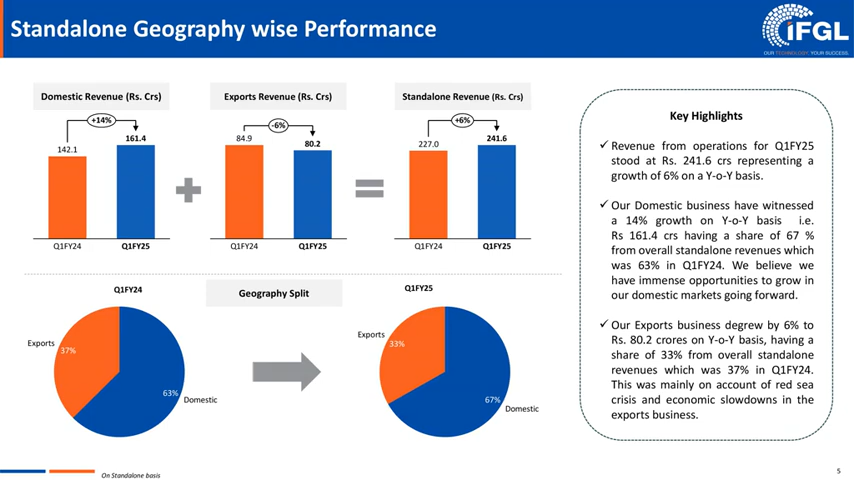 Standalone Geography wise Performance
IFGL
OUR TECHNOLOGY, YOUR SUCCESS.
Domestic Revenue (Rs. Crs)
+14%
142.1
161.4
Q1FY24
Q1FY25
Exports Revenue (Rs. Crs)
-6%
84.9
80.2
Q1FY24
Q1FY25
Standalone Revenue (Rs. Crs)
+6%
227.0
241.6
Q1FY24
Q1FY25
Geography Split
Q1FY24
Exports
37%
63%
Domestic
Q1FY25
Exports
33%
67%
Domestic
Key Highlights
✓ Revenue from operations for Q1FY25
stood at Rs. 241.6 crs representing a
growth of 6% on a Y-o-Y basis.
✓ Our Domestic business have witnessed
a 14% growth on Y-o-Y basis i.e.
Rs 161.4 crs having a share of 67 %
from overall standalone revenues which
was 63% in Q1FY24. We believe we
have immense opportunities to grow in
our domestic markets going forward.
✓ Our Exports business degrew by 6% to
Rs. 80.2 crores on Y-o-Y basis, having a
share of 33% from overall standalone
revenues which was 37% in Q1FY24.
This was mainly on account of red sea
crisis and economic slowdowns in the
exports business.
On Standalone basis
5